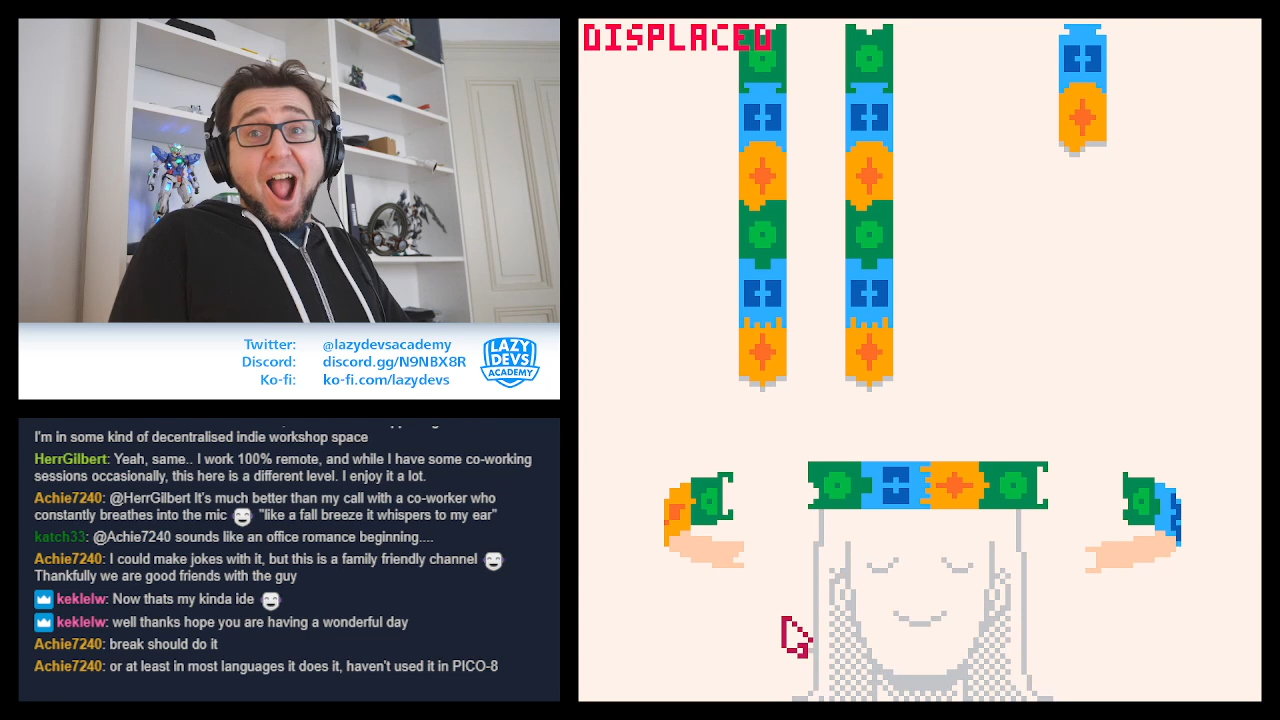 DISPLACED
Twitter: @lazydevsacademy
Discord: discord.gg/N9NBX8R
Ko-fi: ko-fi.com/lazydevs
LAZY
DEVS
ACADEMY
I'm in some kind of decentralised indie workshop space
HerrGilbert: Yeah, same.. I work 100% remote, and while I have some co-working
sessions occasionally, this here is a different level. I enjoy it a lot.
Achie7240: @HerrGilbert It's much better than my call with a co-worker who
constantly breathes into the mic "like a fall breeze it whispers to my ear"
katch33: @Achie7240 sounds like an office romance beginning....
Achie7240: I could make jokes with it, but this is a family friendly channel
Thankfully we are good friends with the guy
keklelw: Now thats my kinda ide
keklelw: well thanks hope you are having a wonderful day
Achie7240: break should do it
Achie7240: or at least in most languages it does it, haven't used it in PICO-8